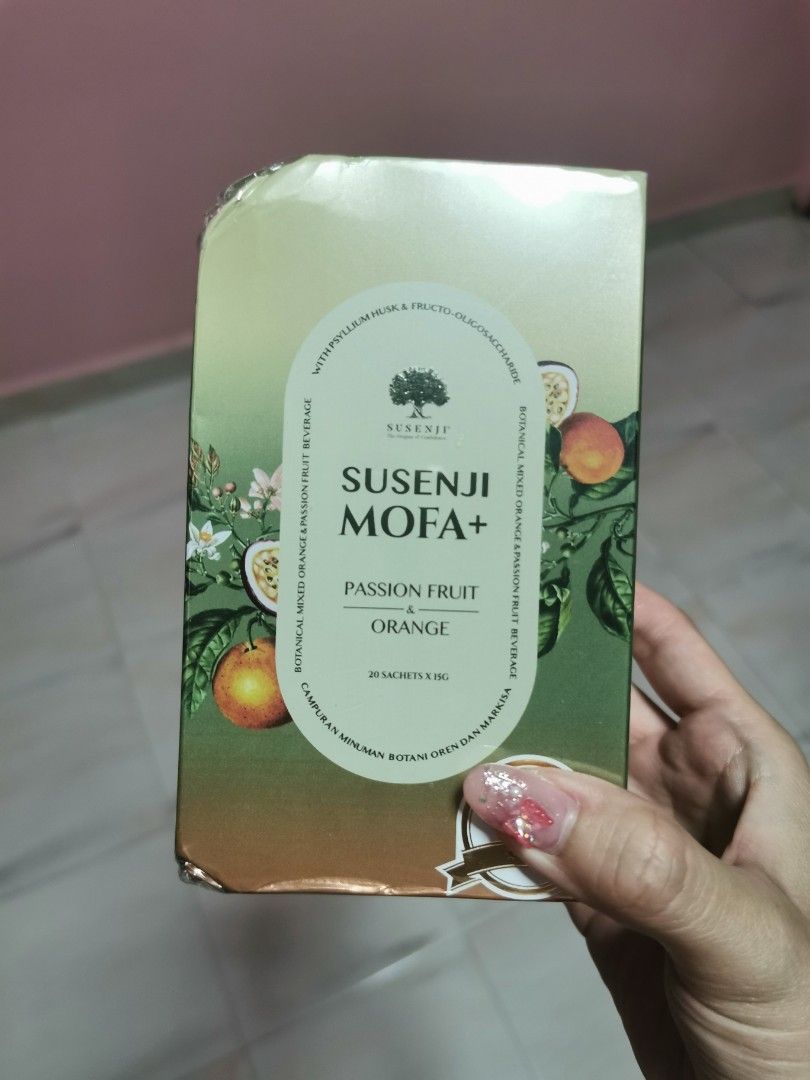 WITH PSYLLIUM HUSK & FRUCTO-OLIGOSACCHARIDE
SUSENJI
SUSENJI
MOFA+
PASSION FRUIT
&
ORANGE
20 SACHETS X 15G
BOTANICAL MIXED ORANGE & PASSION FRUIT BEVERAGE
BOTANICAL MIXED ORANGE & PASSION FRUIT BEVERAGE
CAMPURAN MINUMAN BOTANI OREN DAN MARKISA